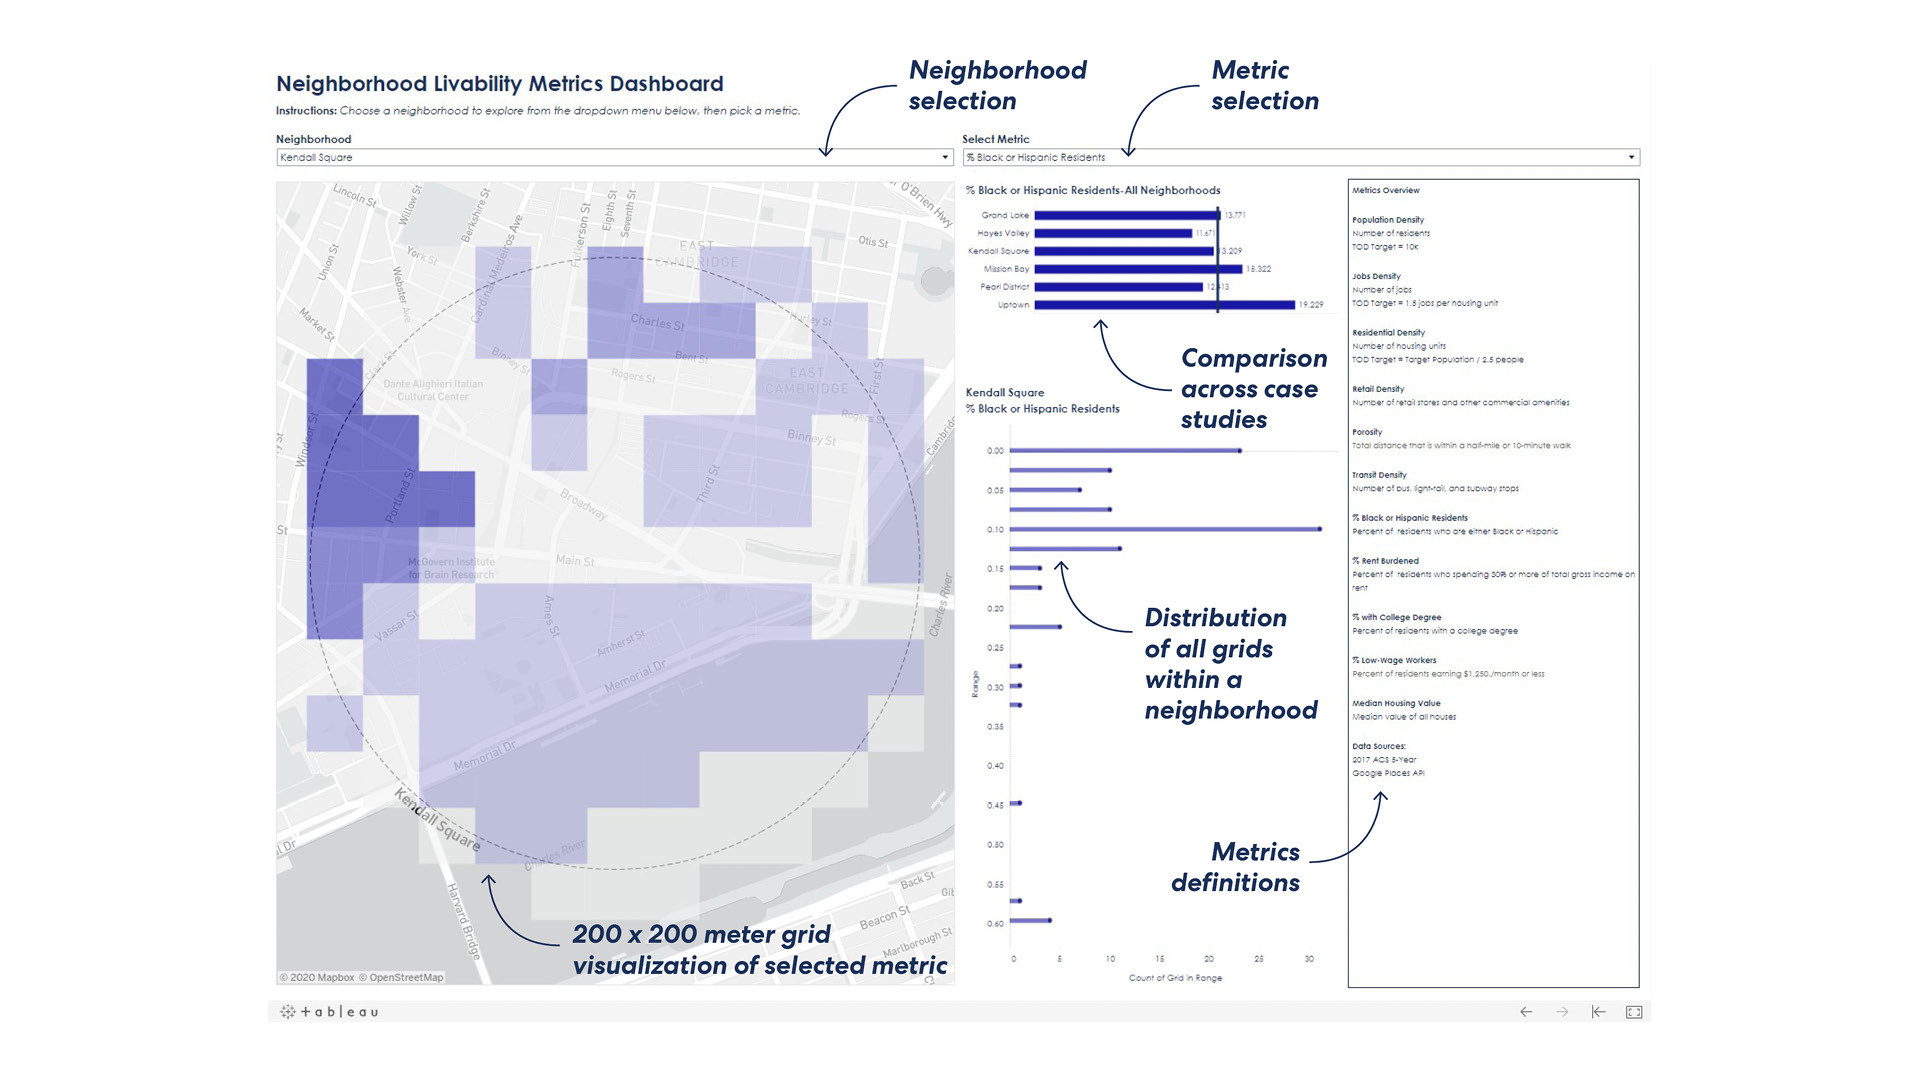 Neighborhood Livability Metrics Dashboard
Instructions: Choose a neighborhood to explore from the dropdown menu below, then pick a metric.
Neighborhood
selection
Metric
selection
Neighborhood
Kendall Square
Select Metric
% Black or Hispanic Residents
Lincoln St
Willow St
Berkshire St
Cardinal Medeiros Ave
Fulkerson St
Eighth St
Seventh St
O'Brien Hwy
Otis St
EAST
CAMBRIDGE
Union St
York St
Webster Ave
Market St
Charles St
Hurley St
Binney St
Bent St
Rogers St
Clark St
Dante Alighieri Italian
Cultural Center
EAST
CAMBRIDGE
First St
Rogers St
Binney St
Windsor St
Portland St
Broadway
Third St
St
McGovern Institute
for Brain Research
Main St
Charles River
Vassar St
Ames St
Amherst St
Memorial Dr
Memorial Dr
Kendall Square
Charles River
l Dr
Harvard Bridge
Back St
Beacon St
Marlborough St
200 x 200 meter grid
visualization of selected metric
© 2020 Mapbox © OpenStreetMap
% Black or Hispanic Residents-All Neighborhoods
Grand Lake 13.771
Hayes Valley 11.671
Kendall Square 13.209
Mission Bay 15.322
Pearl District
Uptown 19.229
Comparison
across case
studies
Kendall Square
% Black or Hispanic Residents
0.00
0.05
0.10
0.15
0.20
0.25
0.30
0.35
0.40
0.45
0.50
0.55
0.60
Range
0 5 10 15 20 25 30
Count of Grid in Range
Distribution
of all grids
within a
neighborhood
Metrics
definitions
Metrics Overview
Population Density
Number of residents
TOD Target = 10k
Jobs Density
Number of jobs
TOD Target = 1.5 jobs per housing unit
Residential Density
Number of housing units
TOD Target = Target Population / 2.5 people
Retail Density
Number of retail stores and other commercial amenities
Porosity
Total distance that is within a half-mile or 10-minute walk
Transit Density
Number of bus, light-rail, and subway stops
% Black or Hispanic Residents
Percent of residents who are either Black or Hispanic
% Rent Burdened
Percent of residents who spending 30% or more of total gross income on
rent
% with College Degree
Percent of residents with a college degree
% Low-Wage Workers
Percent of residents earning $1,250./month or less
Median Housing Value
Median value of all houses
Data Sources:
2017 ACS 5-Year
Google Places API
+ableau